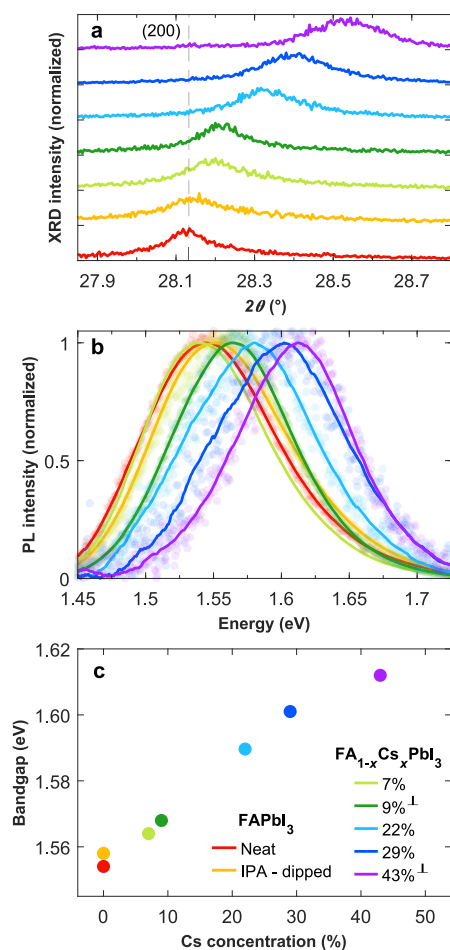 a
(200)
XRD intensity (normalized)
27.9 28.1 28.3 28.5 28.7
2θ (°)
b
PL intensity (normalized)
1
0.5
0
1.45 1.5 1.55 1.6 1.65 1.7
Energy (eV)
c
Bandgap (eV)
1.62
1.60
1.58
1.56
FA₁₋ₓCsₓPbI₃
7%
9%⊥
22%
29%
43%⊥
FAPbI₃
Neat
IPA - dipped
0 10 20 30 40 50
Cs concentration (%)